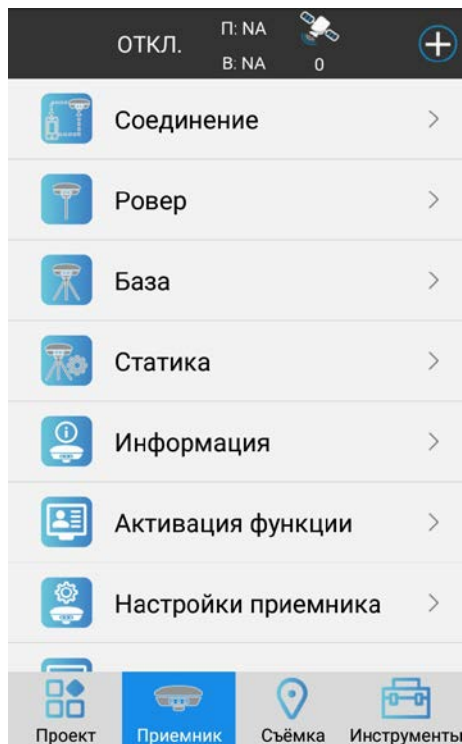 ОТКЛ.
П: NA
В: NA
0
Соединение
Ровер
База
Статика
Информация
Активация функции
Настройки приемника
Проект
Приемник
Съёмка
Инструменты